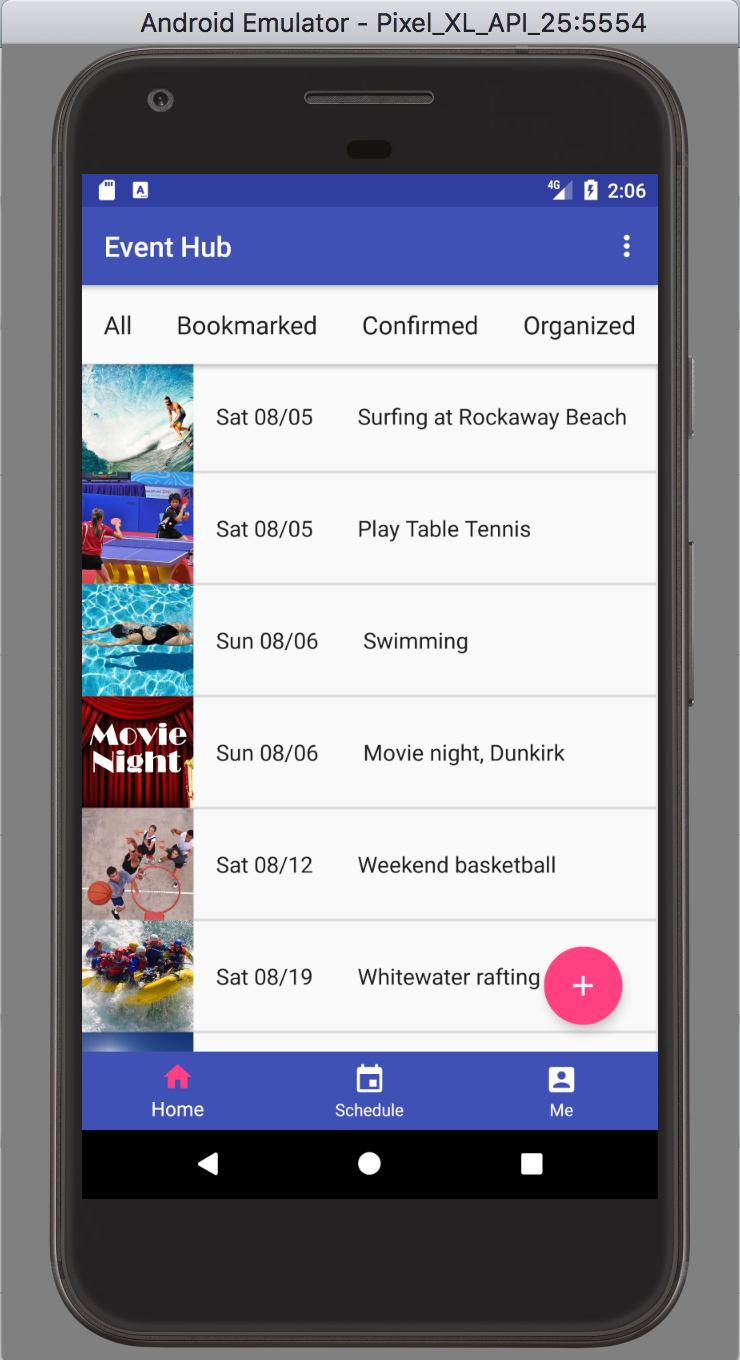 Android Emulator - Pixel_XL_API_25:5554
4G 2:06
Event Hub
All Bookmarked Confirmed Organized
Sat 08/05 Surfing at Rockaway Beach
Sat 08/05 Play Table Tennis
Sun 08/06 Swimming
Movie
Night
Sun 08/06 Movie night, Dunkirk
Sat 08/12 Weekend basketball
Sat 08/19 Whitewater rafting
Home Schedule Me